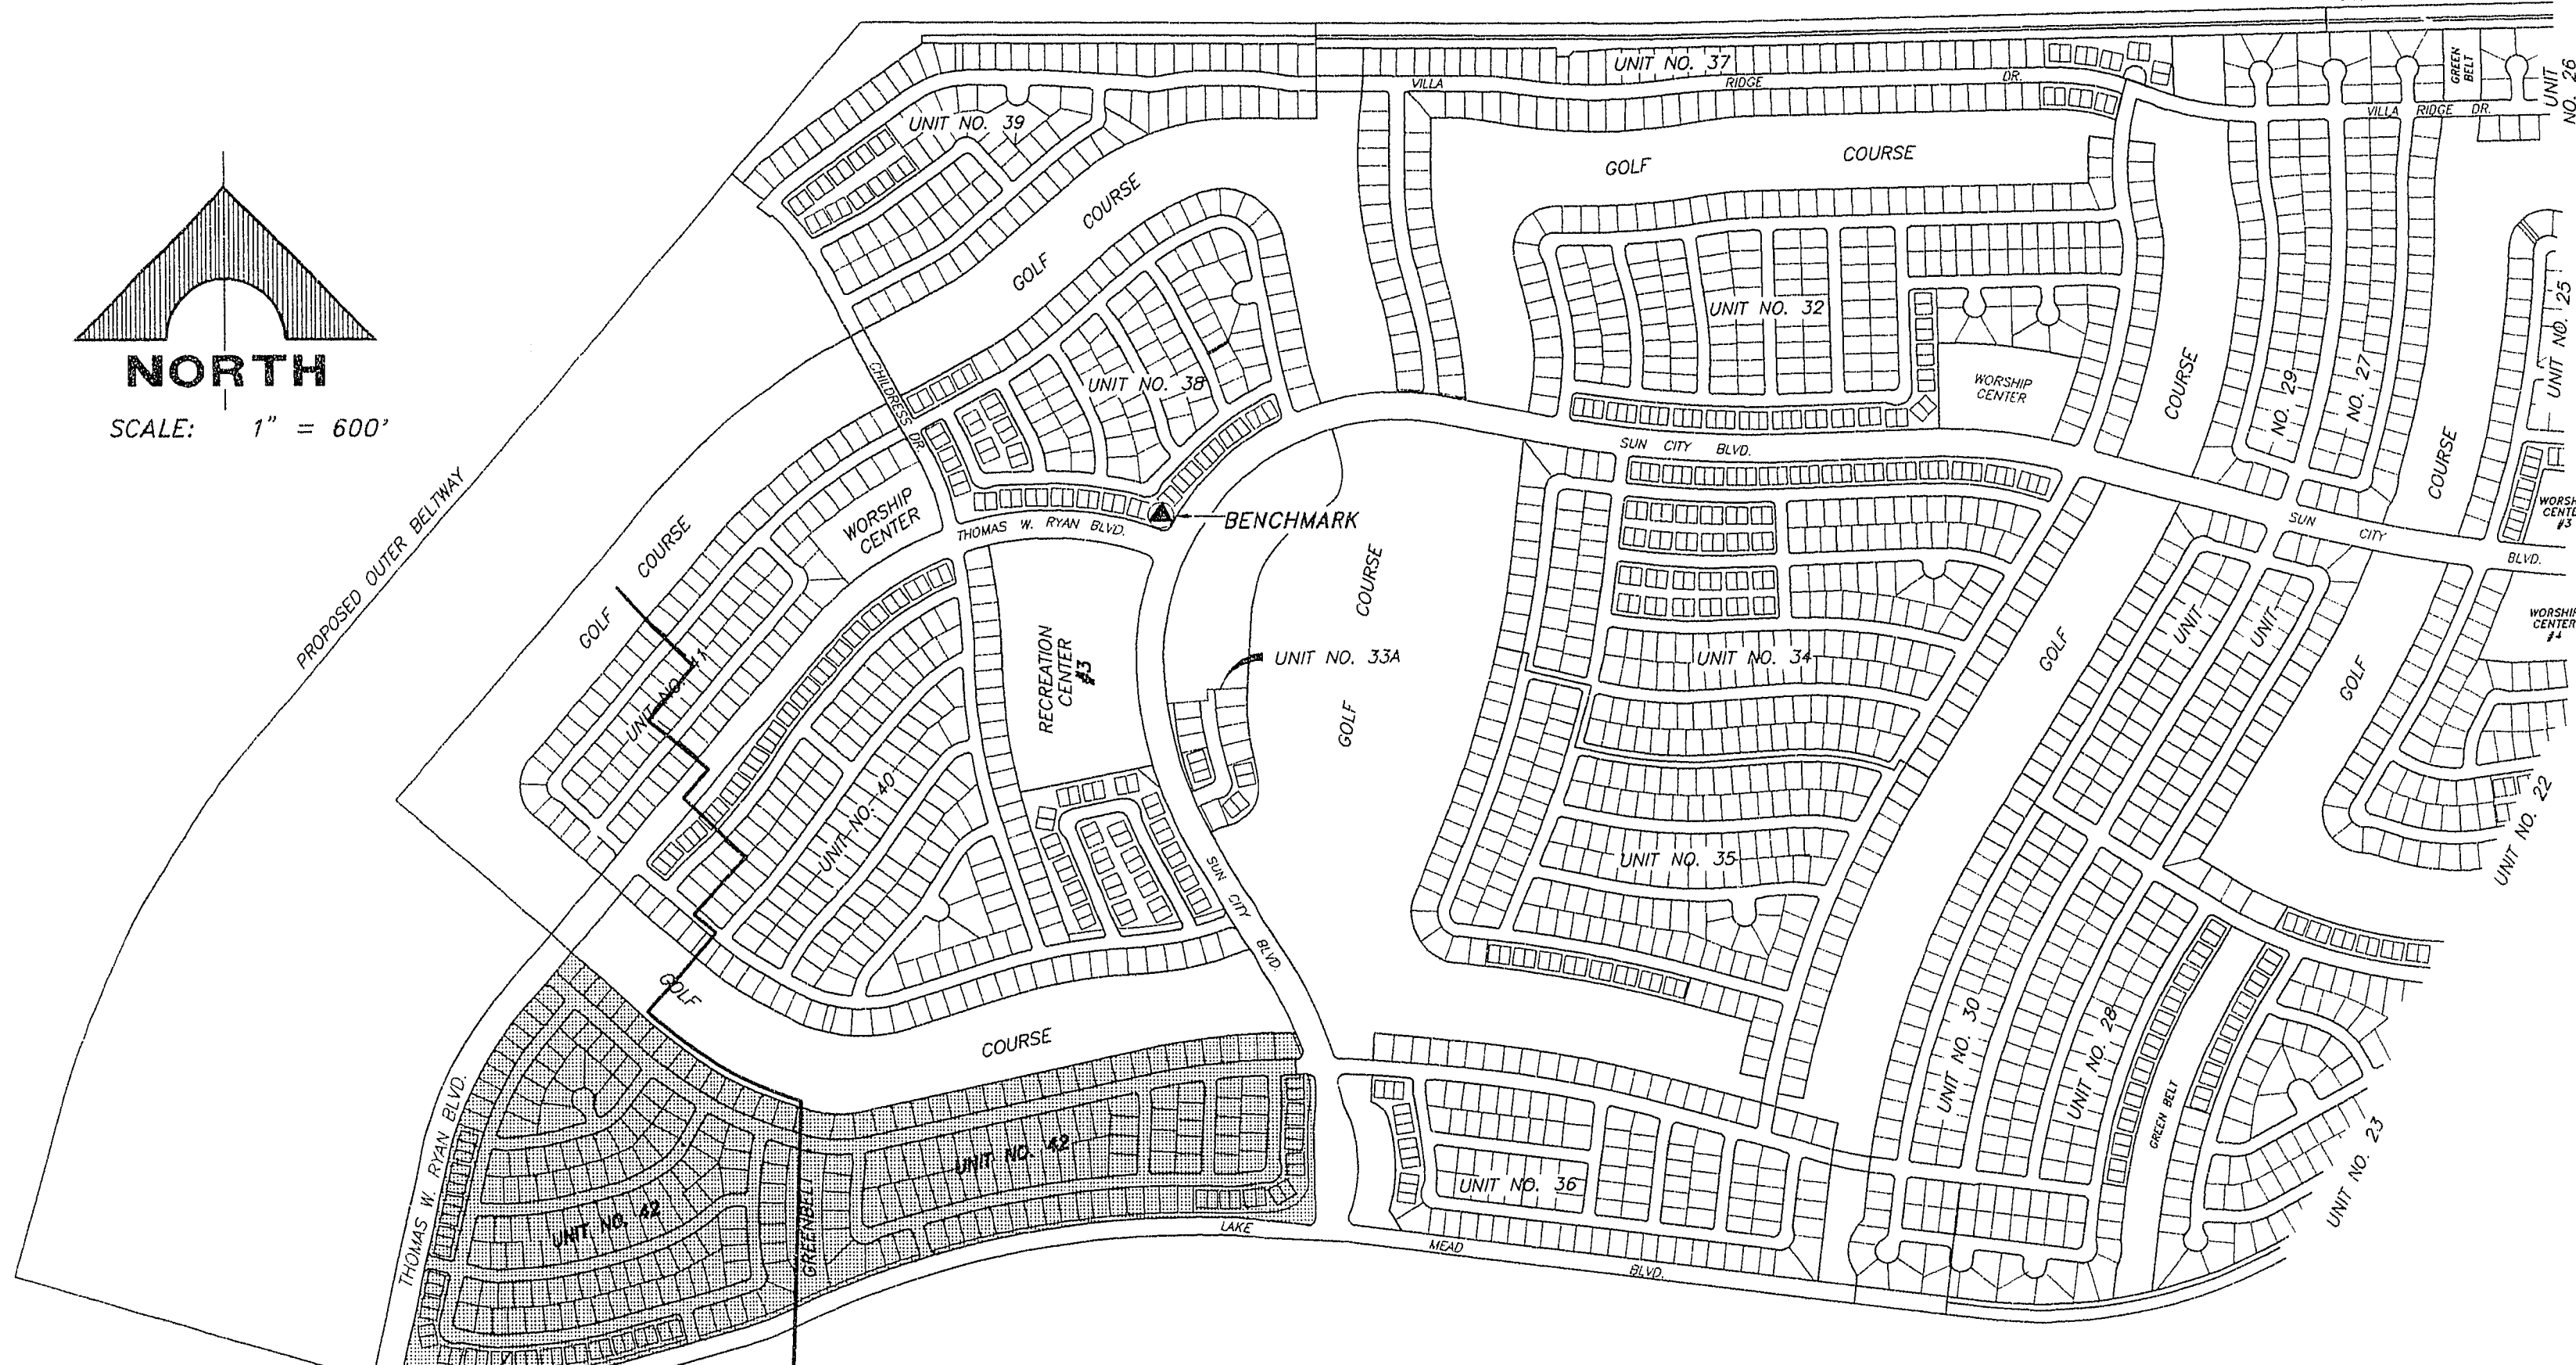 UNIT NO. 37
VILLA RIDGE DR.
GREEN
BELT
UNIT
NO. 26
VILLA RIDGE DR.
UNIT NO. 39
GOLF COURSE
GOLF COURSE
NORTH
SCALE: 1" = 600'
UNIT NO. 32
UNIT NO. 25
CHILDRESS DR.
UNIT NO. 38
WORSHIP
CENTER
COURSE
NO. 29
NO. 27
COURSE
SUN CITY BLVD.
PROPOSED OUTER BELTWAY
COURSE
GOLF
WORSHIP
CENTER
THOMAS W. RYAN BLVD.
BENCHMARK
WORSH
CENTE
#3
SUN CITY BLVD.
COURSE
GOLF
UNIT NO. 41
RECREATION
CENTER
#3
UNIT NO. 33A
UNIT NO. 34
GOLF
UNIT
UNIT
GOLF
WORSHIP
CENTER
#4
UNIT NO. 40
UNIT NO. 22
UNIT NO. 35
SUN CITY BLVD.
GOLF
COURSE
UNIT NO. 30
UNIT NO. 28
GREEN BELT
UNIT NO. 23
THOMAS W. RYAN BLVD.
UNIT NO. 42
UNIT NO. 42
GREENBELT
UNIT NO. 36
LAKE MEAD BLVD.